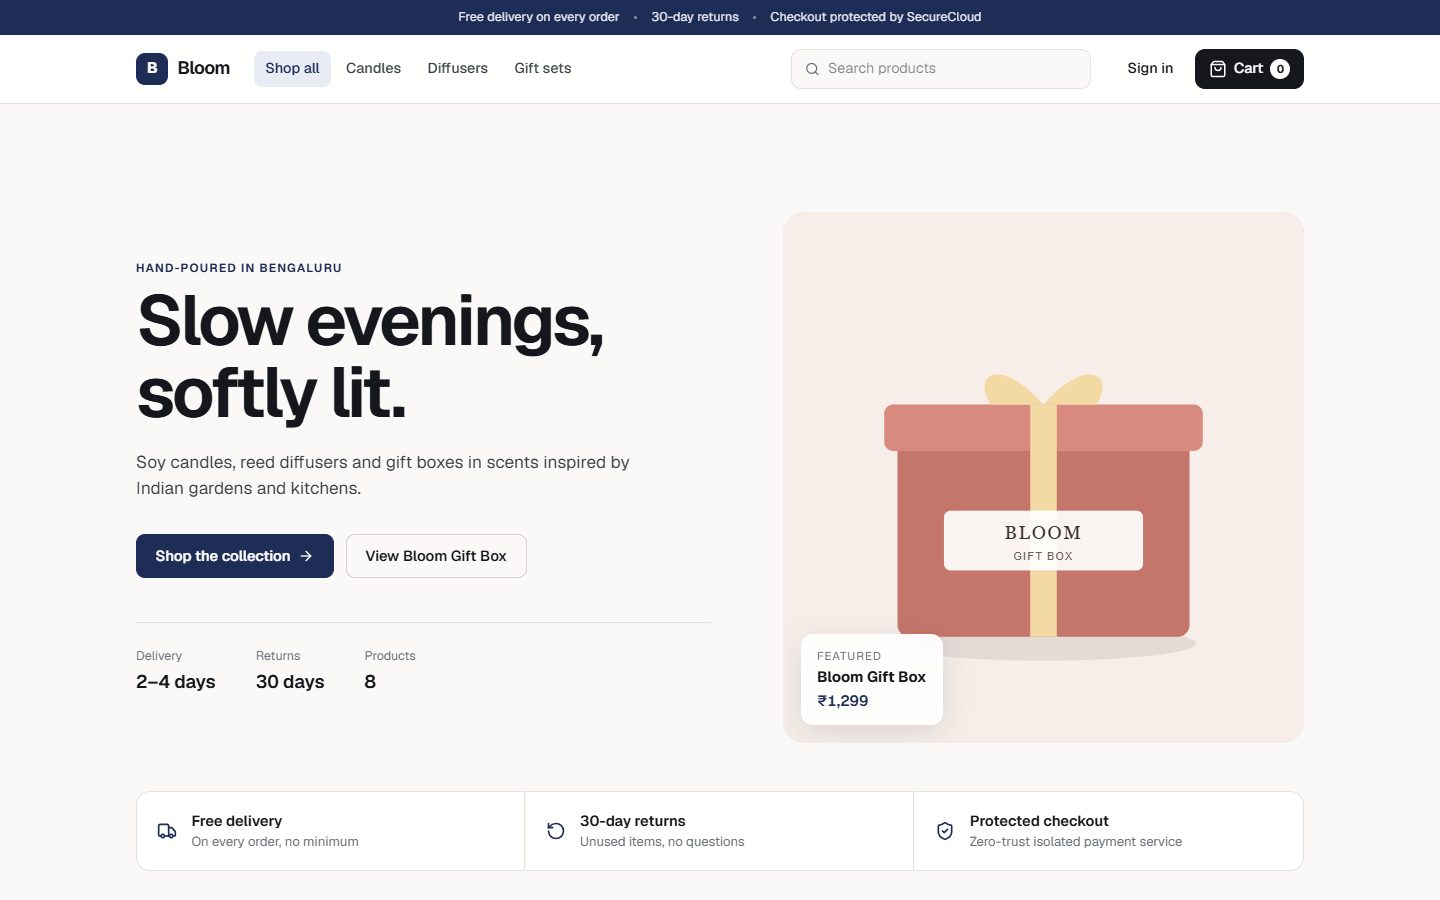 Free delivery on every order • 30-day returns • Checkout protected by SecureCloud
B Bloom Shop all Candles Diffusers Gift sets Search products Sign in Cart 0
HAND-POURED IN BENGALURU
Slow evenings,
softly lit.
Soy candles, reed diffusers and gift boxes in scents inspired by
Indian gardens and kitchens.
Shop the collection → View Bloom Gift Box
Delivery Returns Products
2–4 days 30 days 8
BLOOM
GIFT BOX
FEATURED
Bloom Gift Box
₹1,299
Free delivery
On every order, no minimum
30-day returns
Unused items, no questions
Protected checkout
Zero-trust isolated payment service